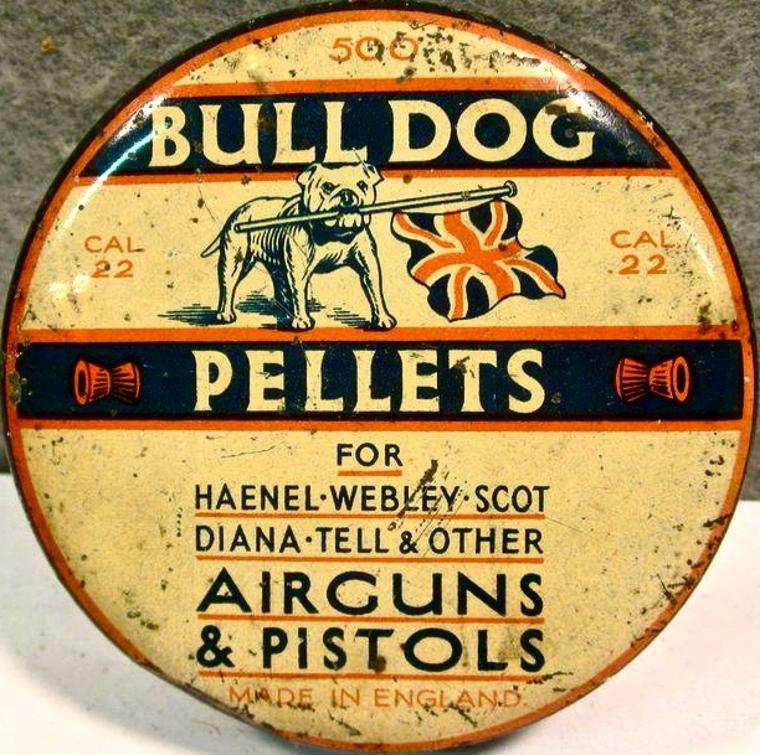 500
BULL DOG
CAL CAL.
22 .22
PELLETS
FOR
HAENEL·WEBLEY·SCOT
DIANA·TELL & OTHER
AIRGUNS
& PISTOLS
MADE IN ENGLAND